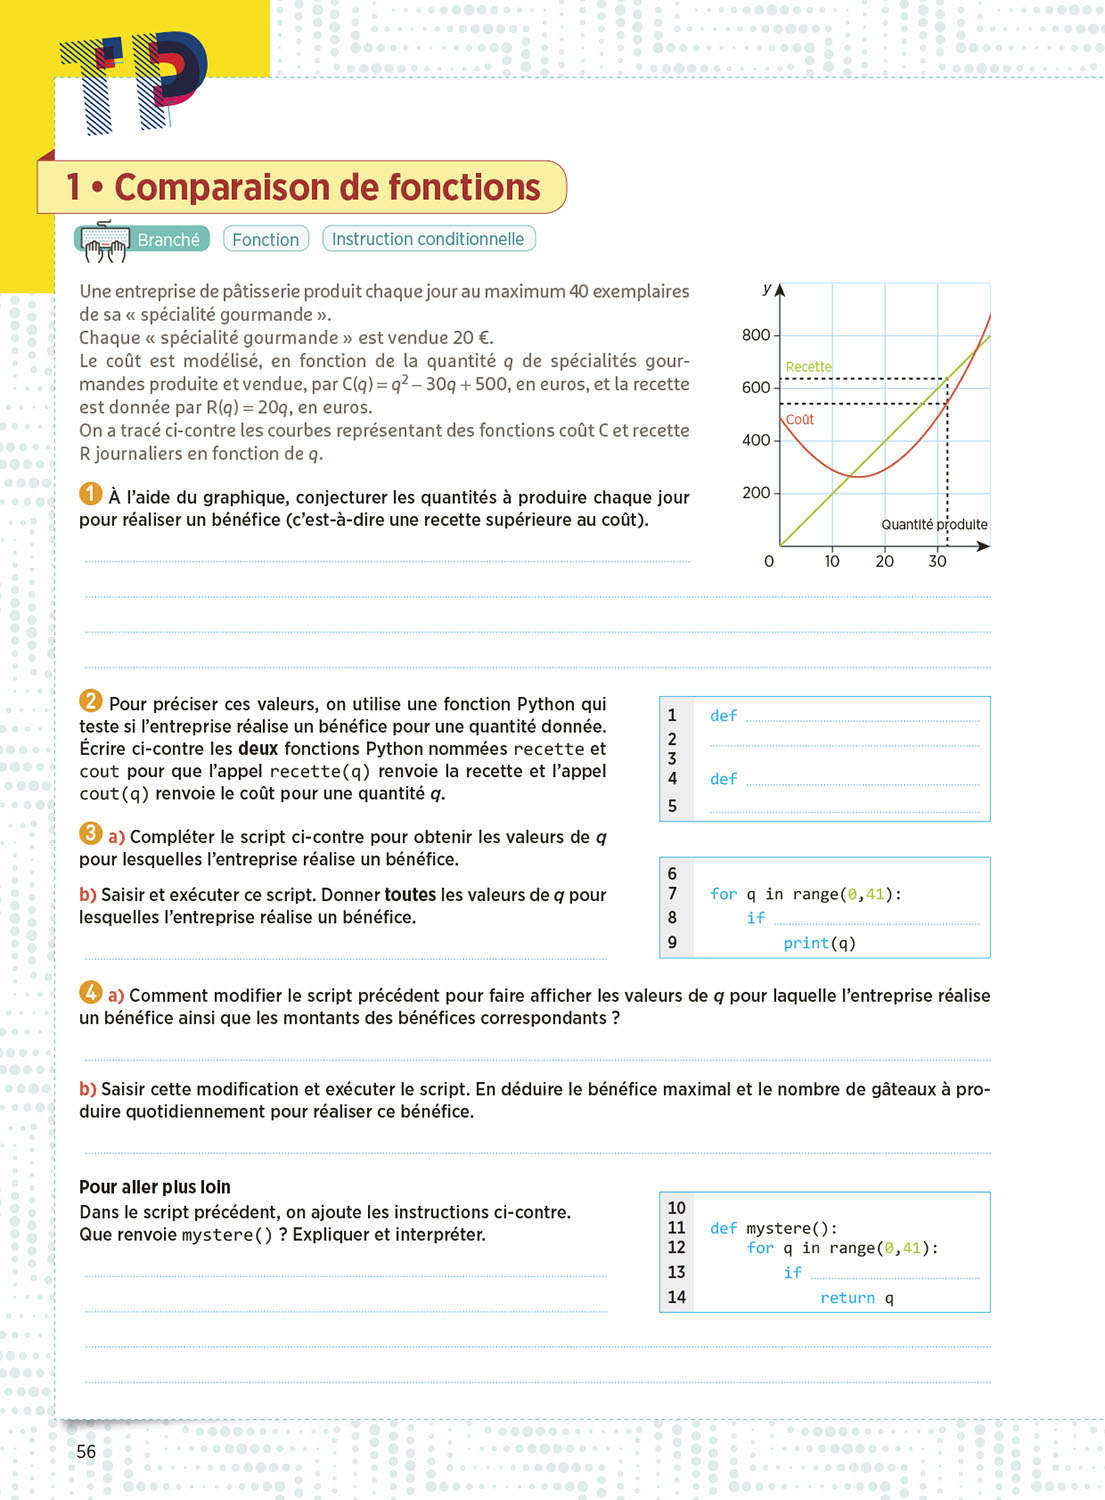 TP
1 • Comparaison de fonctions
Branché
Fonction
Instruction conditionnelle
Une entreprise de pâtisserie produit chaque jour au maximum 40 exemplaires
de sa « spécialité gourmande ».
Chaque « spécialité gourmande » est vendue 20 €.
Le coût est modélisé, en fonction de la quantité q de spécialités gour-
mandes produite et vendue, par C(q) = q² – 30q + 500, en euros, et la recette
est donnée par R(q) = 20q, en euros.
On a tracé ci-contre les courbes représentant des fonctions coût C et recette
R journaliers en fonction de q.
y
800
600
400
200
Recette
Coût
Quantité produite
0
10
20
30
1 À l'aide du graphique, conjecturer les quantités à produire chaque jour
pour réaliser un bénéfice (c'est-à-dire une recette supérieure au coût).
2 Pour préciser ces valeurs, on utilise une fonction Python qui
teste si l'entreprise réalise un bénéfice pour une quantité donnée.
Écrire ci-contre les deux fonctions Python nommées recette et
cout pour que l'appel recette(q) renvoie la recette et l'appel
cout(q) renvoie le coût pour une quantité q.
1 def
2
3
4 def
5
3 a) Compléter le script ci-contre pour obtenir les valeurs de q
pour lesquelles l'entreprise réalise un bénéfice.
b) Saisir et exécuter ce script. Donner toutes les valeurs de q pour
lesquelles l'entreprise réalise un bénéfice.
6
7 for q in range(0,41):
8 if
9 print(q)
4 a) Comment modifier le script précédent pour faire afficher les valeurs de q pour laquelle l'entreprise réalise
un bénéfice ainsi que les montants des bénéfices correspondants ?
b) Saisir cette modification et exécuter le script. En déduire le bénéfice maximal et le nombre de gâteaux à pro-
duire quotidiennement pour réaliser ce bénéfice.
Pour aller plus loin
Dans le script précédent, on ajoute les instructions ci-contre.
Que renvoie mystere() ? Expliquer et interpréter.
10
11 def mystere():
12 for q in range(0,41):
13 if
14 return q
56